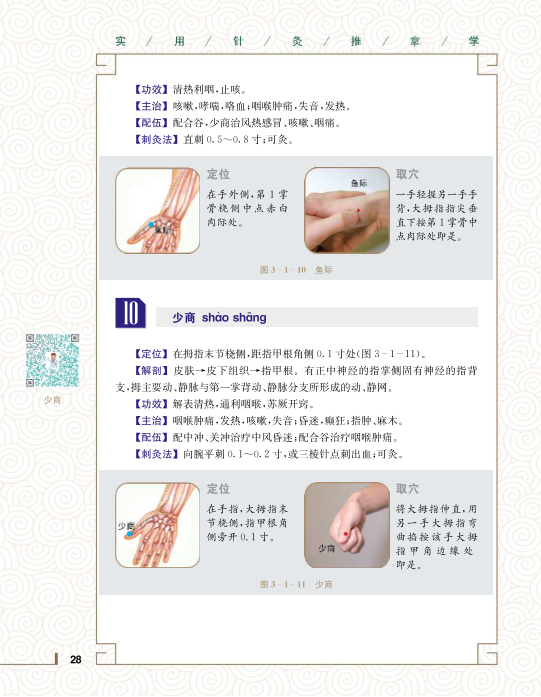 实 / 用 / 针 / 灸 / 推 / 拿 / 学
【功效】清热利咽,止咳。
【主治】咳嗽,哮喘,咯血;咽喉肿痛,失音,发热。
【配伍】配合谷,少商治风热感冒、咳嗽、咽痛。
【刺灸法】直刺 0.5～0.8 寸;可灸。
定位
在手外侧,第 1 掌
骨桡侧中点赤白
肉际处。
鱼际
鱼际
取穴
一手轻握另一手手
背,大拇指指尖垂
直下按第 1 掌骨中
点肉际处即是。
图 3-1-10 鱼际
10
少商 shào shāng
【定位】在拇指末节桡侧,距指甲根角侧 0.1 寸处(图 3-1-11)。
【解剖】皮肤→皮下组织→指甲根。有正中神经的指掌侧固有神经的指背
支,拇主要动、静脉与第一掌背动、静脉分支所形成的动、静网。
【功效】解表清热,通利咽喉,苏厥开窍。
【主治】咽喉肿痛,发热,咳嗽,失音;昏迷,癫狂;指肿、麻木。
【配伍】配中冲、关冲治疗中风昏迷;配合谷治疗咽喉肿痛。
【刺灸法】向腕平刺 0.1～0.2 寸,或三棱针点刺出血;可灸。
少商
少商
定位
在手指,大拇指末
节桡侧,指甲根角
侧旁开 0.1 寸。
少商
取穴
将大拇指伸直,用
另一手大拇指弯
曲掐按该手大拇
指甲角边缘处
即是。
图 3-1-11 少商
28